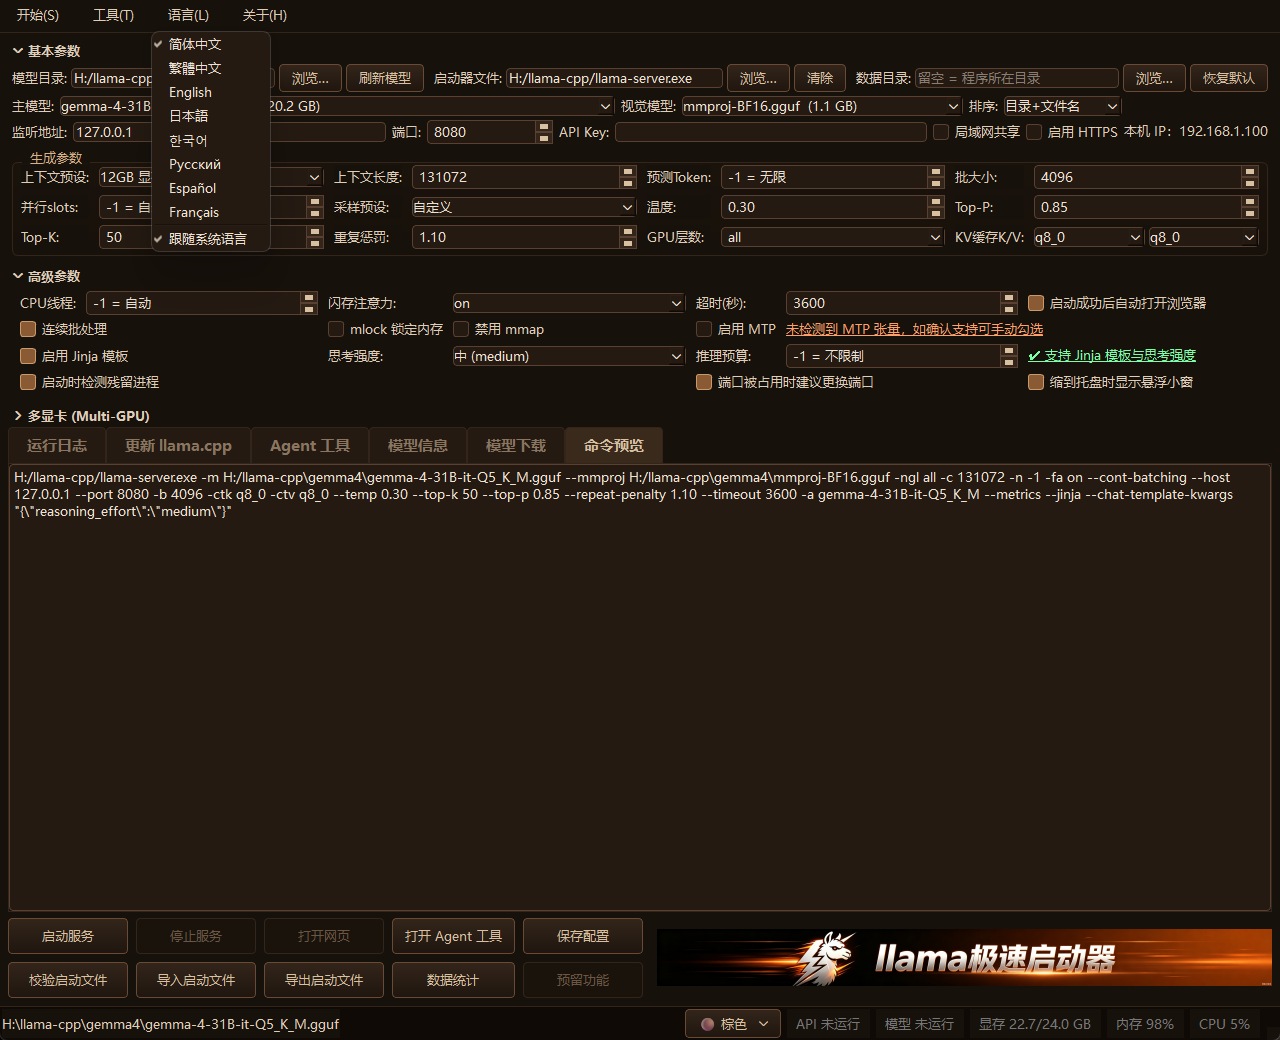 开始(S) 工具(T) 语言(L) 关于(H)
简体中文
繁體中文
English
日本語
한국어
Русский
Español
Français
跟随系统语言
基本参数
模型目录: H:/llama-cpp 浏览... 刷新模型 启动器文件: H:/llama-cpp/llama-server.exe 浏览... 清除 数据目录: 留空 = 程序所在目录 浏览... 恢复默认
主模型: gemma-4-31B 20.2 GB) 视觉模型: mmproj-BF16.gguf (1.1 GB) 排序: 目录+文件名
监听地址: 127.0.0.1 端口: 8080 API Key: 局域网共享 启用 HTTPS 本机 IP: 192.168.1.100
生成参数
上下文预设: 12GB 显 上下文长度: 131072 预测Token: -1 = 无限 批大小: 4096
并行slots: -1 = 自 采样预设: 自定义 温度: 0.30 Top-P: 0.85
Top-K: 50 重复惩罚: 1.10 GPU层数: all KV缓存K/V: q8_0 q8_0
高级参数
CPU线程: -1 = 自动 闪存注意力: on 超时(秒): 3600 启动成功后自动打开浏览器
连续批处理 mlock 锁定内存 禁用 mmap 启用 MTP 未检测到 MTP 张量，如确认支持可手动勾选
启用 Jinja 模板 思考强度: 中 (medium) 推理预算: -1 = 不限制 ✔ 支持 Jinja 模板与思考强度
启动时检测残留进程 端口被占用时建议更换端口 缩到托盘时显示悬浮小窗
多显卡 (Multi-GPU)
运行日志 更新 llama.cpp Agent 工具 模型信息 模型下载 命令预览
H:/llama-cpp/llama-server.exe -m H:/llama-cpp\gemma4\gemma-4-31B-it-Q5_K_M.gguf --mmproj H:/llama-cpp\gemma4\mmproj-BF16.gguf -ngl all -c 131072 -n -1 -fa on --cont-batching --host
127.0.0.1 --port 8080 -b 4096 -ctk q8_0 -ctv q8_0 --temp 0.30 --top-k 50 --top-p 0.85 --repeat-penalty 1.10 --timeout 3600 -a gemma-4-31B-it-Q5_K_M --metrics --jinja --chat-template-kwargs
"{\"reasoning_effort\":\"medium\"}"
启动服务 停止服务 打开网页 打开 Agent 工具 保存配置
校验启动文件 导入启动文件 导出启动文件 数据统计 预留功能
llama极速启动器
H:\llama-cpp\gemma4\gemma-4-31B-it-Q5_K_M.gguf 棕色 API 未运行 模型 未运行 显存 22.7/24.0 GB 内存 98% CPU 5%